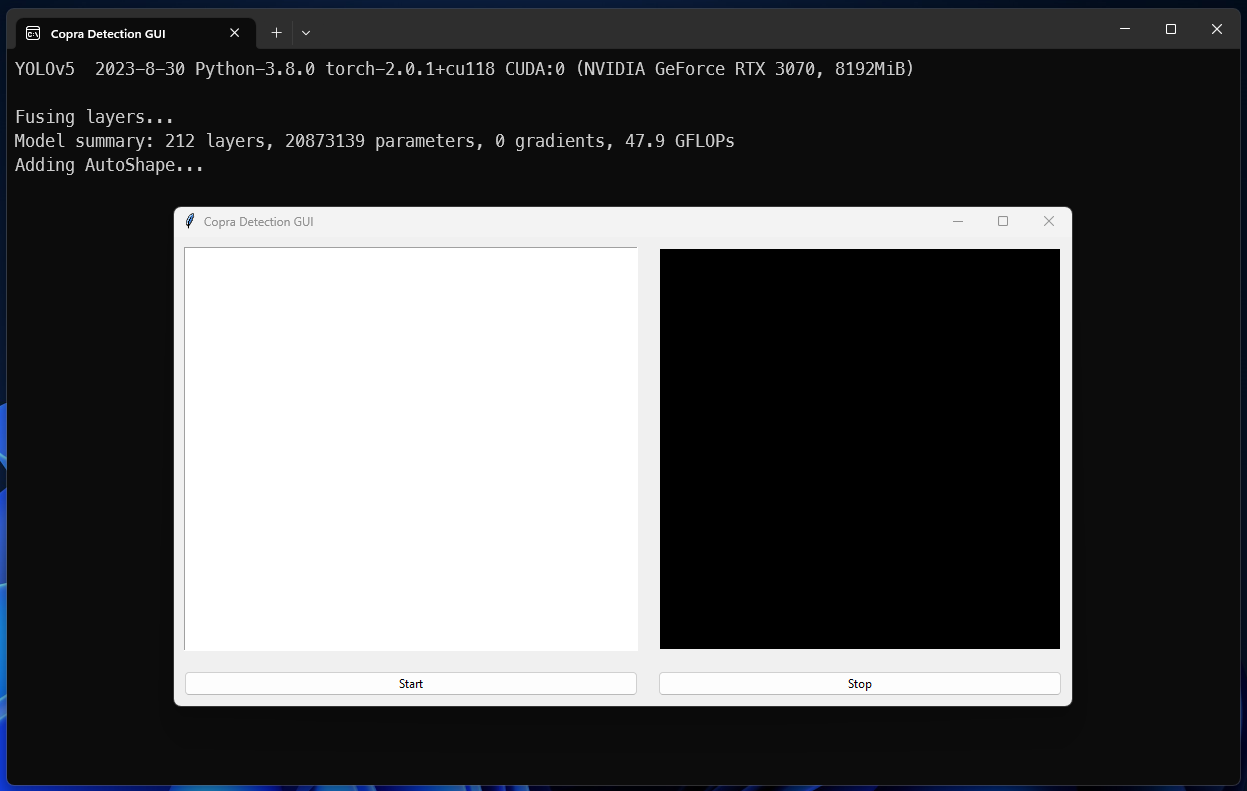 Copra Detection GUI
YOLOv5  2023-8-30 Python-3.8.0 torch-2.0.1+cu118 CUDA:0 (NVIDIA GeForce RTX 3070, 8192MiB)
Fusing layers...
Model summary: 212 layers, 20873139 parameters, 0 gradients, 47.9 GFLOPs
Adding AutoShape...
Copra Detection GUI
Start
Stop